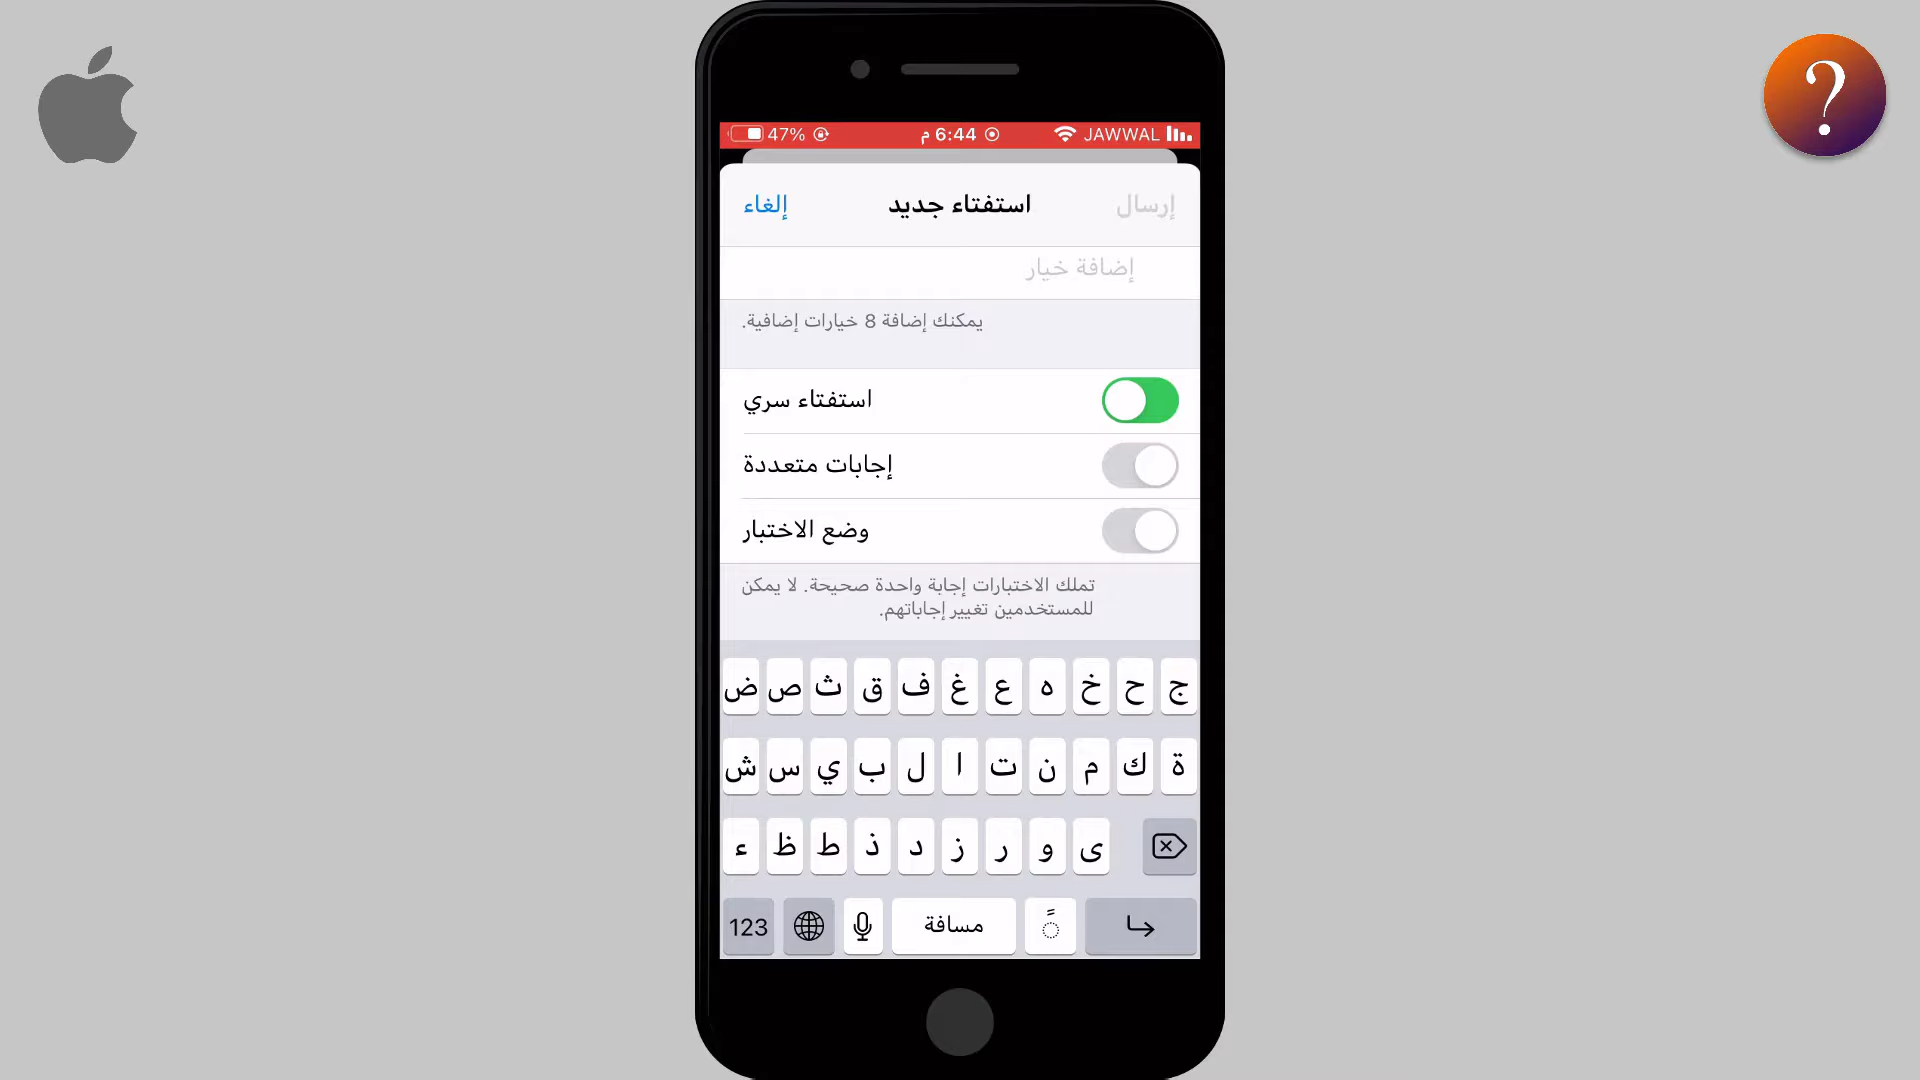 ?
47% 6:44 م JAWWAL
إرسال استفتاء جديد إلغاء
إضافة خيار
يمكنك إضافة 8 خيارات إضافية.
استفتاء سري
إجابات متعددة
وضع الاختبار
تملك الاختبارات إجابة واحدة صحيحة. لا يمكن
للمستخدمين تغيير إجاباتهم.
ج ح خ ه ع غ ف ق ث ص ض
ة ك م ن ت ا ل ب ي س ش
ى و ر ز د ذ ط ظ ء
مسافة 123